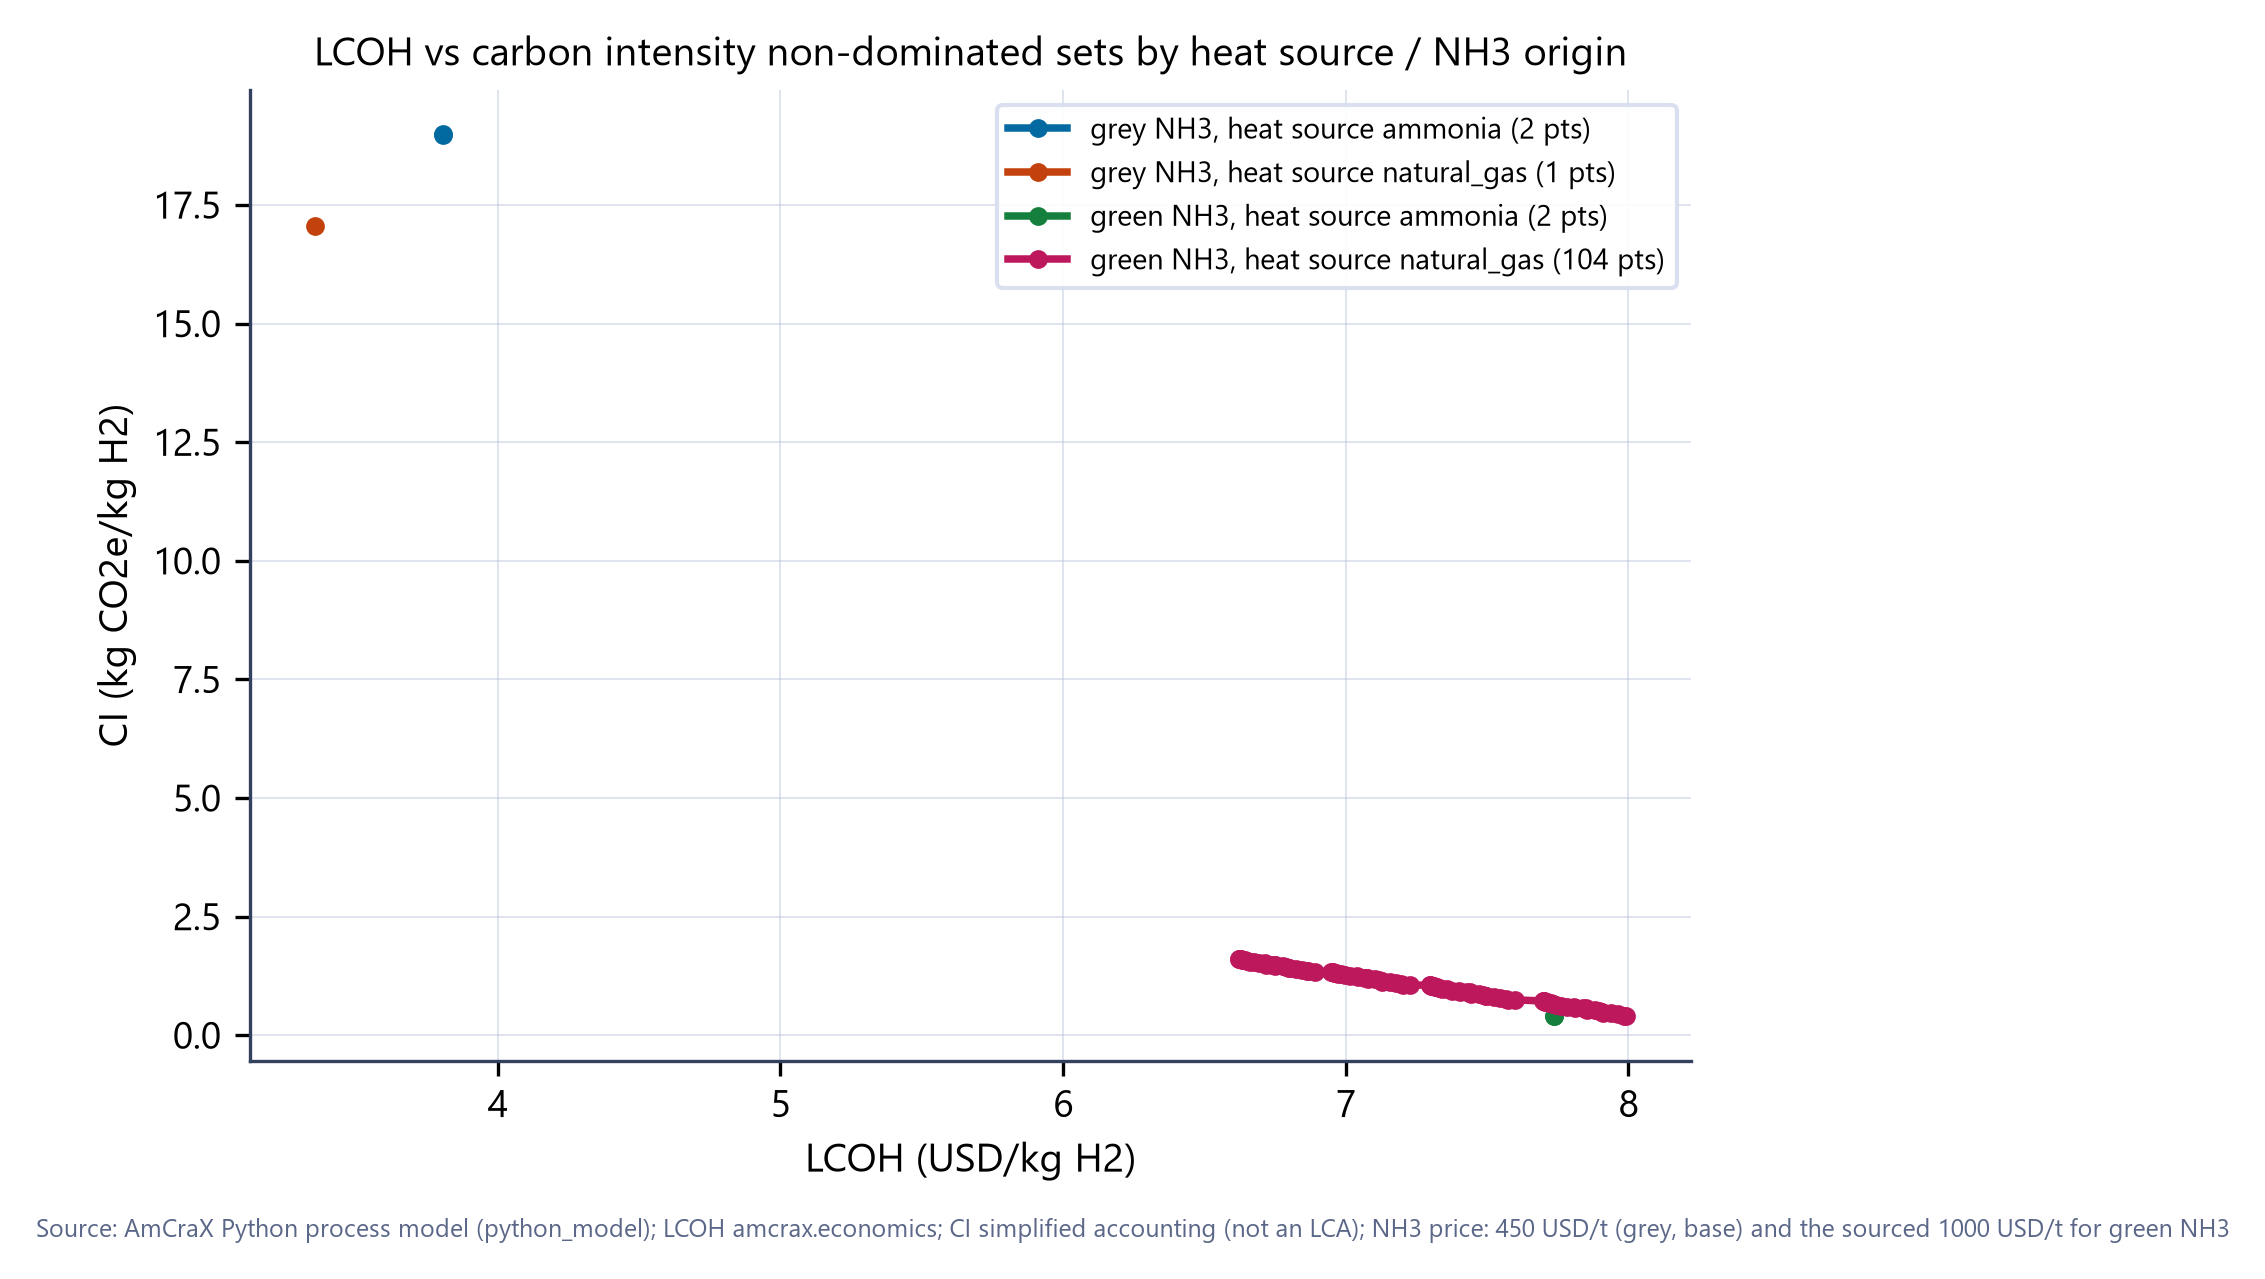 LCOH vs carbon intensity non-dominated sets by heat source / NH3 origin
grey NH3, heat source ammonia (2 pts)
grey NH3, heat source natural_gas (1 pts)
green NH3, heat source ammonia (2 pts)
green NH3, heat source natural_gas (104 pts)
CI (kg CO2e/kg H2)
17.5
15.0
12.5
10.0
7.5
5.0
2.5
0.0
4 5 6 7 8
LCOH (USD/kg H2)
Source: AmCraX Python process model (python_model); LCOH amcrax.economics; CI simplified accounting (not an LCA); NH3 price: 450 USD/t (grey, base) and the sourced 1000 USD/t for green NH3